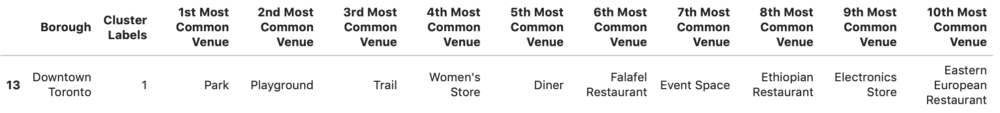 Borough Cluster Labels 1st Most Common Venue 2nd Most Common Venue 3rd Most Common Venue 4th Most Common Venue 5th Most Common Venue 6th Most Common Venue 7th Most Common Venue 8th Most Common Venue 9th Most Common Venue 10th Most Common Venue
13 Downtown Toronto 1 Park Playground Trail Women's Store Diner Falafel Restaurant Event Space Ethiopian Restaurant Electronics Store Eastern European Restaurant